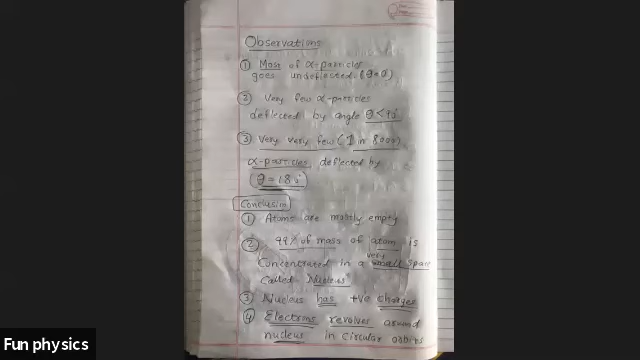 Observations
① Most of α-particles
goes undeflected (θ=0°)
② Very few α-particles
deflected by angle θ<90°
③ Very very few (1 in 8000)
α-particles, deflected by
θ=180°
Conclusion
① Atoms are mostly empty
② 99% of mass of atom is
concentrated in a very small space
called Nucleus
③ Nucleus has +ve charges
④ Electrons revolves around
nucleus in circular orbits
Fun physics